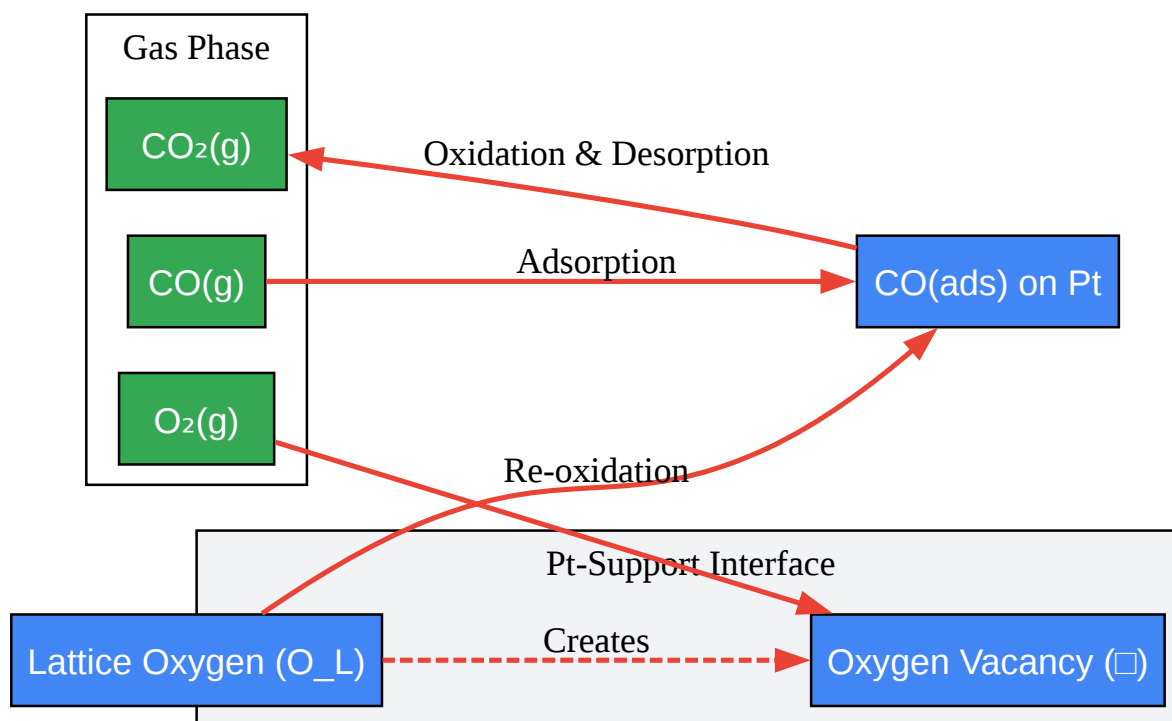 Gas Phase
CO₂(g)
Oxidation & Desorption
CO(g)
Adsorption
CO(ads) on Pt
O₂(g)
Re-oxidation
Pt-Support Interface
Lattice Oxygen (O_L)
Creates
Oxygen Vacancy (□)